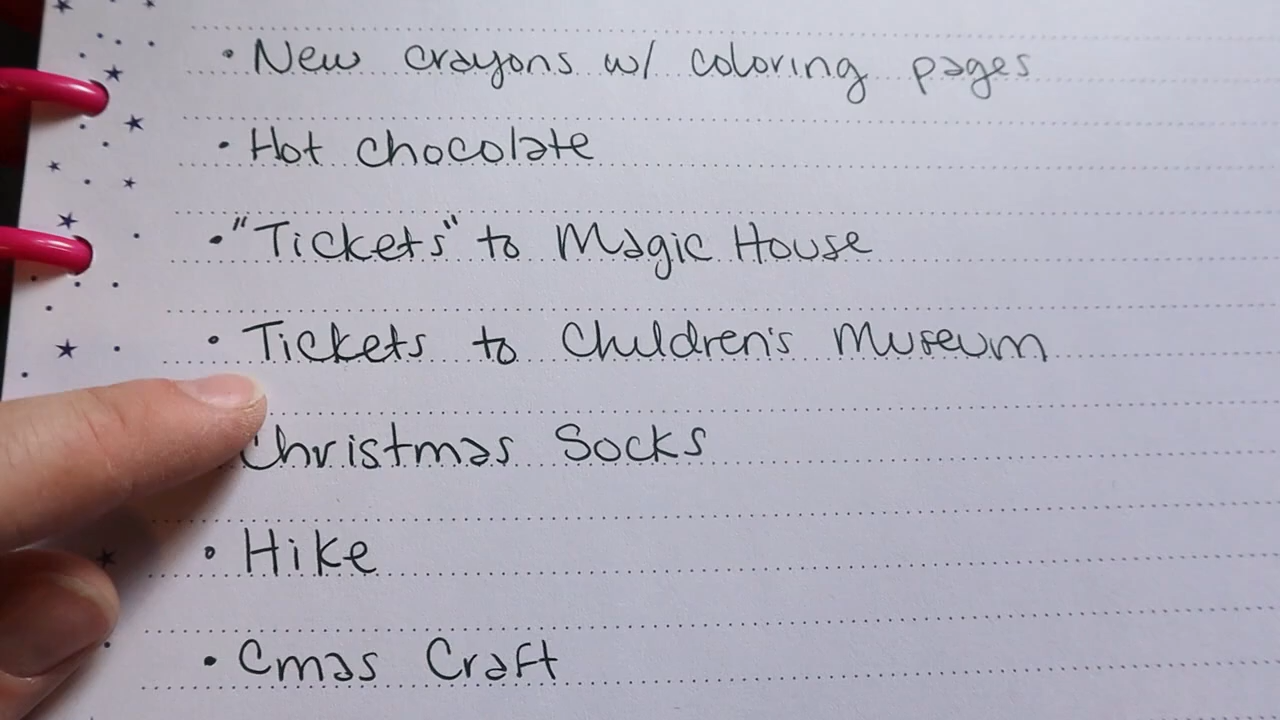 • New crayons w/ coloring pages
• Hot chocolate
• "Tickets" to Magic House
• Tickets to Children's Museum
Christmas Socks
• Hike
• Cmas Craft